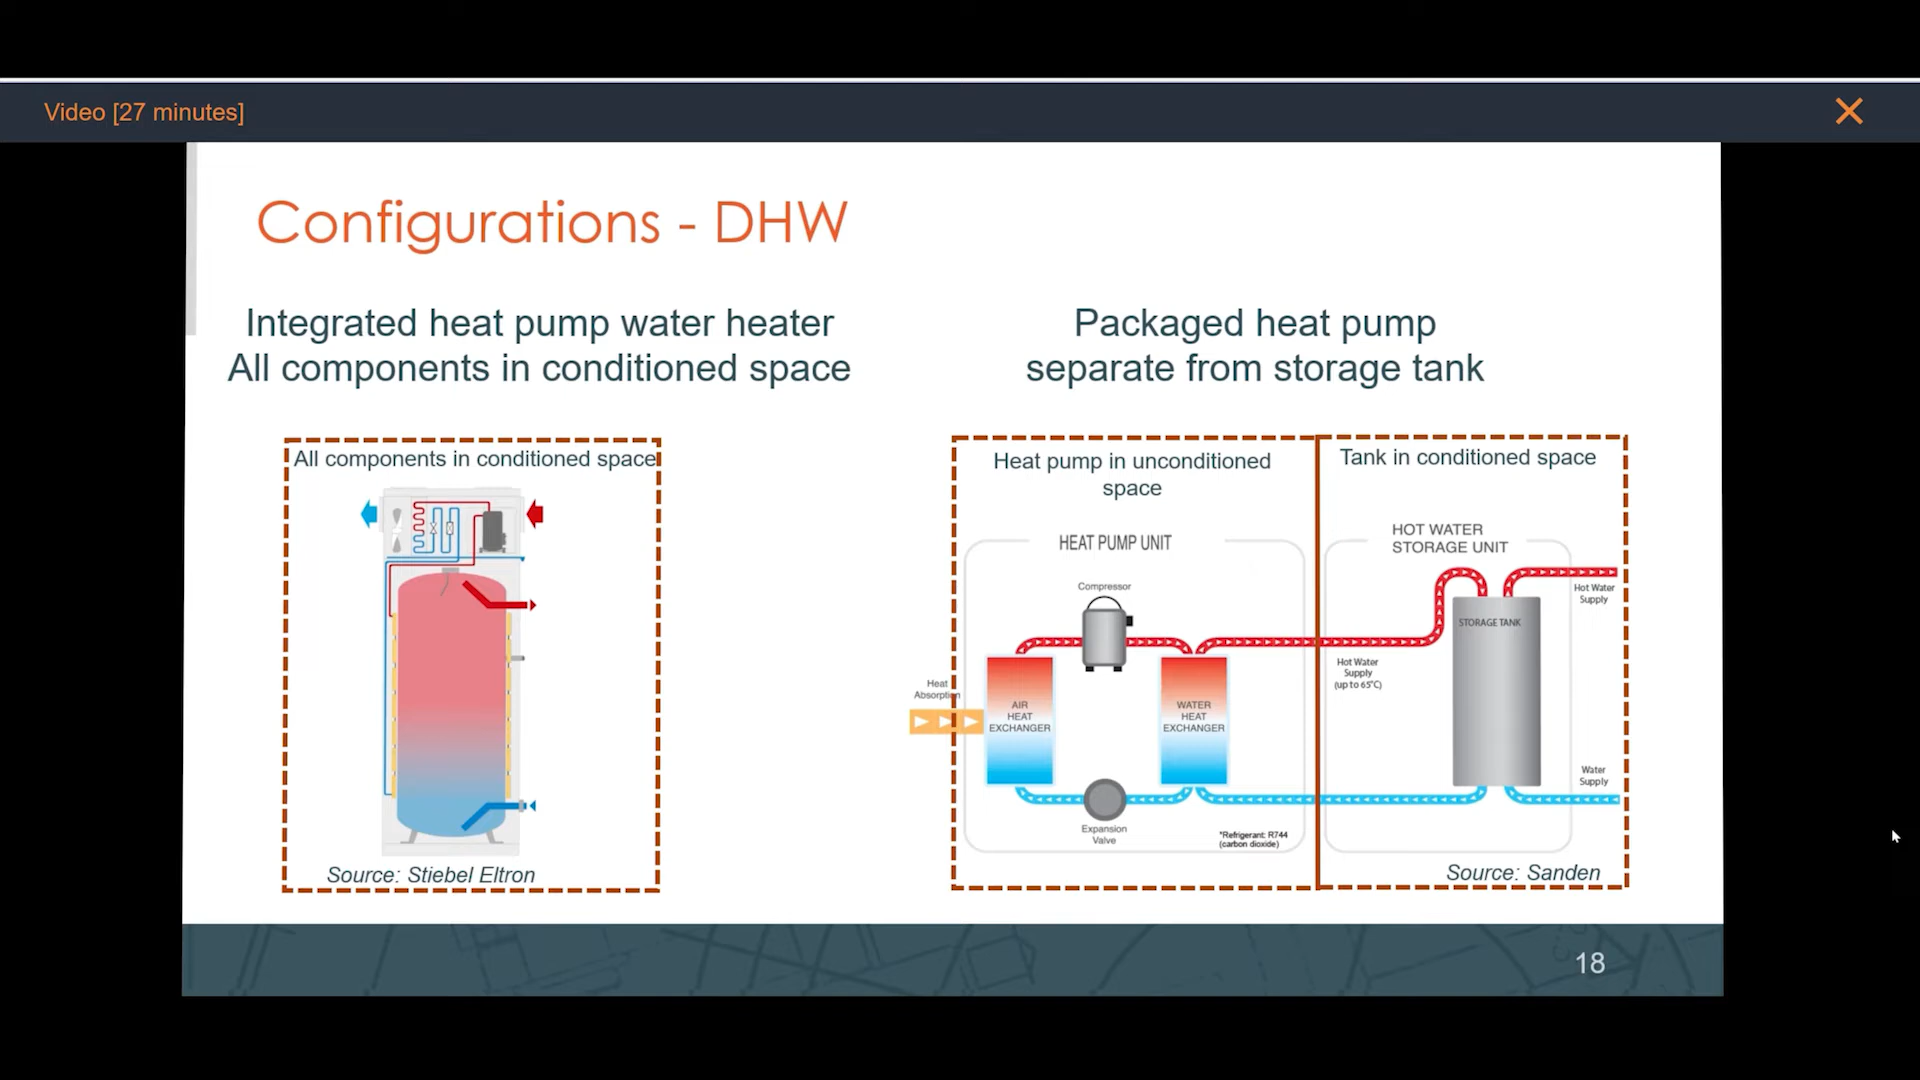 Video [27 minutes]
Configurations - DHW
Integrated heat pump water heater
All components in conditioned space
Packaged heat pump
separate from storage tank
All components in conditioned space
Source: Stiebel Eltron
Heat pump in unconditioned
space
Tank in conditioned space
HEAT PUMP UNIT
HOT WATER
STORAGE UNIT
Compressor
Hot Water
Supply
STORAGE TANK
Heat
Absorption
AIR
HEAT
EXCHANGER
WATER
HEAT
EXCHANGER
Hot Water
Supply
(up to 65°C)
Water
Supply
Expansion
Valve
*Refrigerant: R744
(carbon dioxide)
Source: Sanden
18